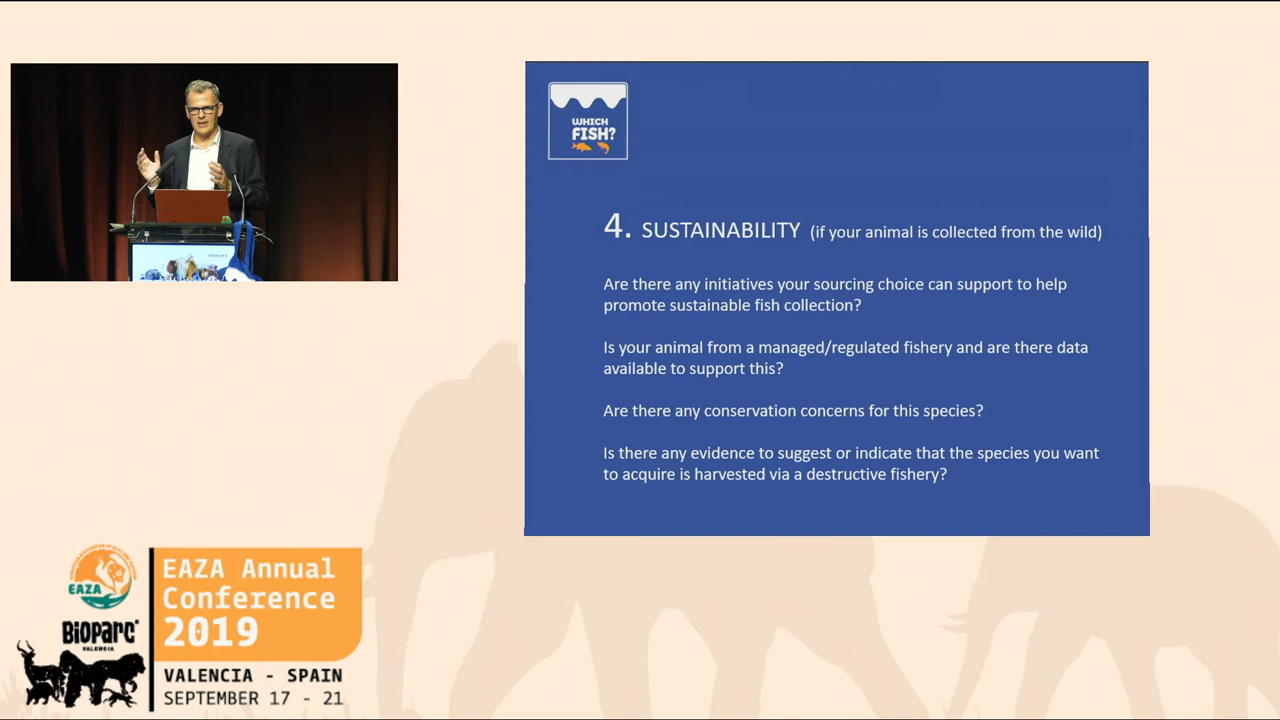 WHICH
FISH?
4. SUSTAINABILITY (if your animal is collected from the wild)
Are there any initiatives your sourcing choice can support to help
promote sustainable fish collection?
Is your animal from a managed/regulated fishery and are there data
available to support this?
Are there any conservation concerns for this species?
Is there any evidence to suggest or indicate that the species you want
to acquire is harvested via a destructive fishery?
EAZA
BIOPARC
VALENCIA
EAZA Annual
Conference
2019
VALENCIA - SPAIN
SEPTEMBER 17 - 21